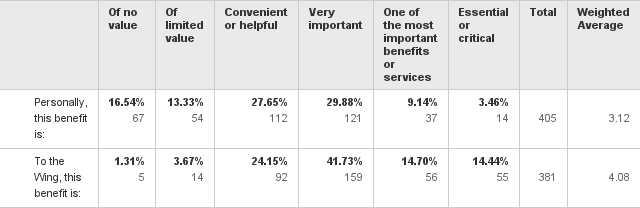 Of no value Of limited value Convenient or helpful Very important One of the most important benefits or services Essential or critical Total Weighted Average
Personally, this benefit is: 16.54% 67 13.33% 54 27.65% 112 29.88% 121 9.14% 37 3.46% 14 405 3.12
To the Wing, this benefit is: 1.31% 5 3.67% 14 24.15% 92 41.73% 159 14.70% 56 14.44% 55 381 4.08